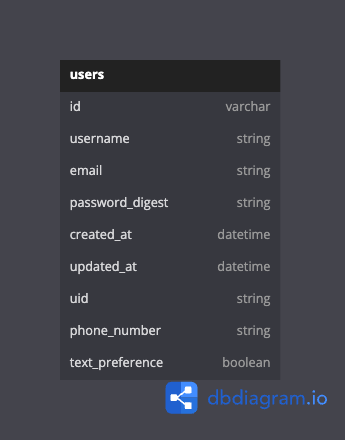 users
id varchar
username string
email string
password_digest string
created_at datetime
updated_at datetime
uid string
phone_number string
text_preference boolean
dbdiagram.io